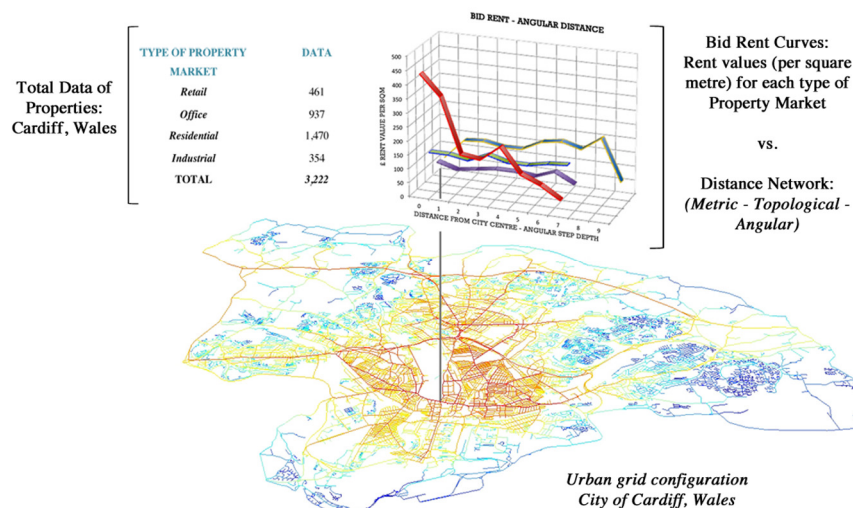 Total Data of
Properties:
Cardiff, Wales
TYPE OF PROPERTY MARKET DATA
Retail 461
Office 937
Residential 1,470
Industrial 354
TOTAL 3,222
BID RENT - ANGULAR DISTANCE
£ RENT VALUE PER SQM
500
450
400
350
300
250
200
150
100
50
0
0 1 2 3 4 5 6 7 8 9
DISTANCE FROM CITY CENTRE - ANGULAR STEP DEPTH
Bid Rent Curves:
Rent values (per square
metre) for each type of
Property Market
vs.
Distance Network:
(Metric - Topological -
Angular)
Urban grid configuration
City of Cardiff, Wales